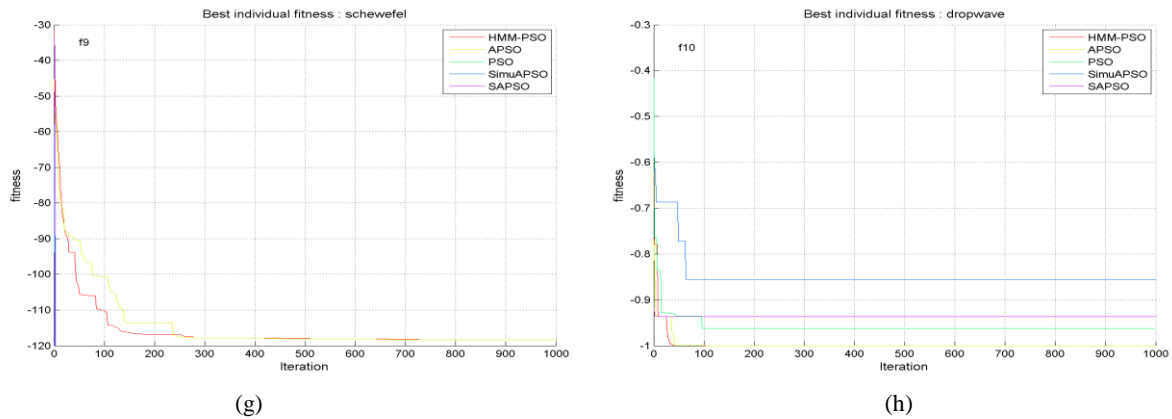 Best individual fitness : schewefel
-30
-40
-50
-60
-70
-80
-90
-100
-110
-120
fitness
f9
HMM-PSO
APSO
PSO
SimuAPSO
SAPSO
0 100 200 300 400 500 600 700 800 900 1000
Iteration
(g)
Best individual fitness : dropwave
-0.3
-0.4
-0.5
-0.6
-0.7
-0.8
-0.9
-1
fitness
f10
HMM-PSO
APSO
PSO
SimuAPSO
SAPSO
0 100 200 300 400 500 600 700 800 900 1000
Iteration
(h)